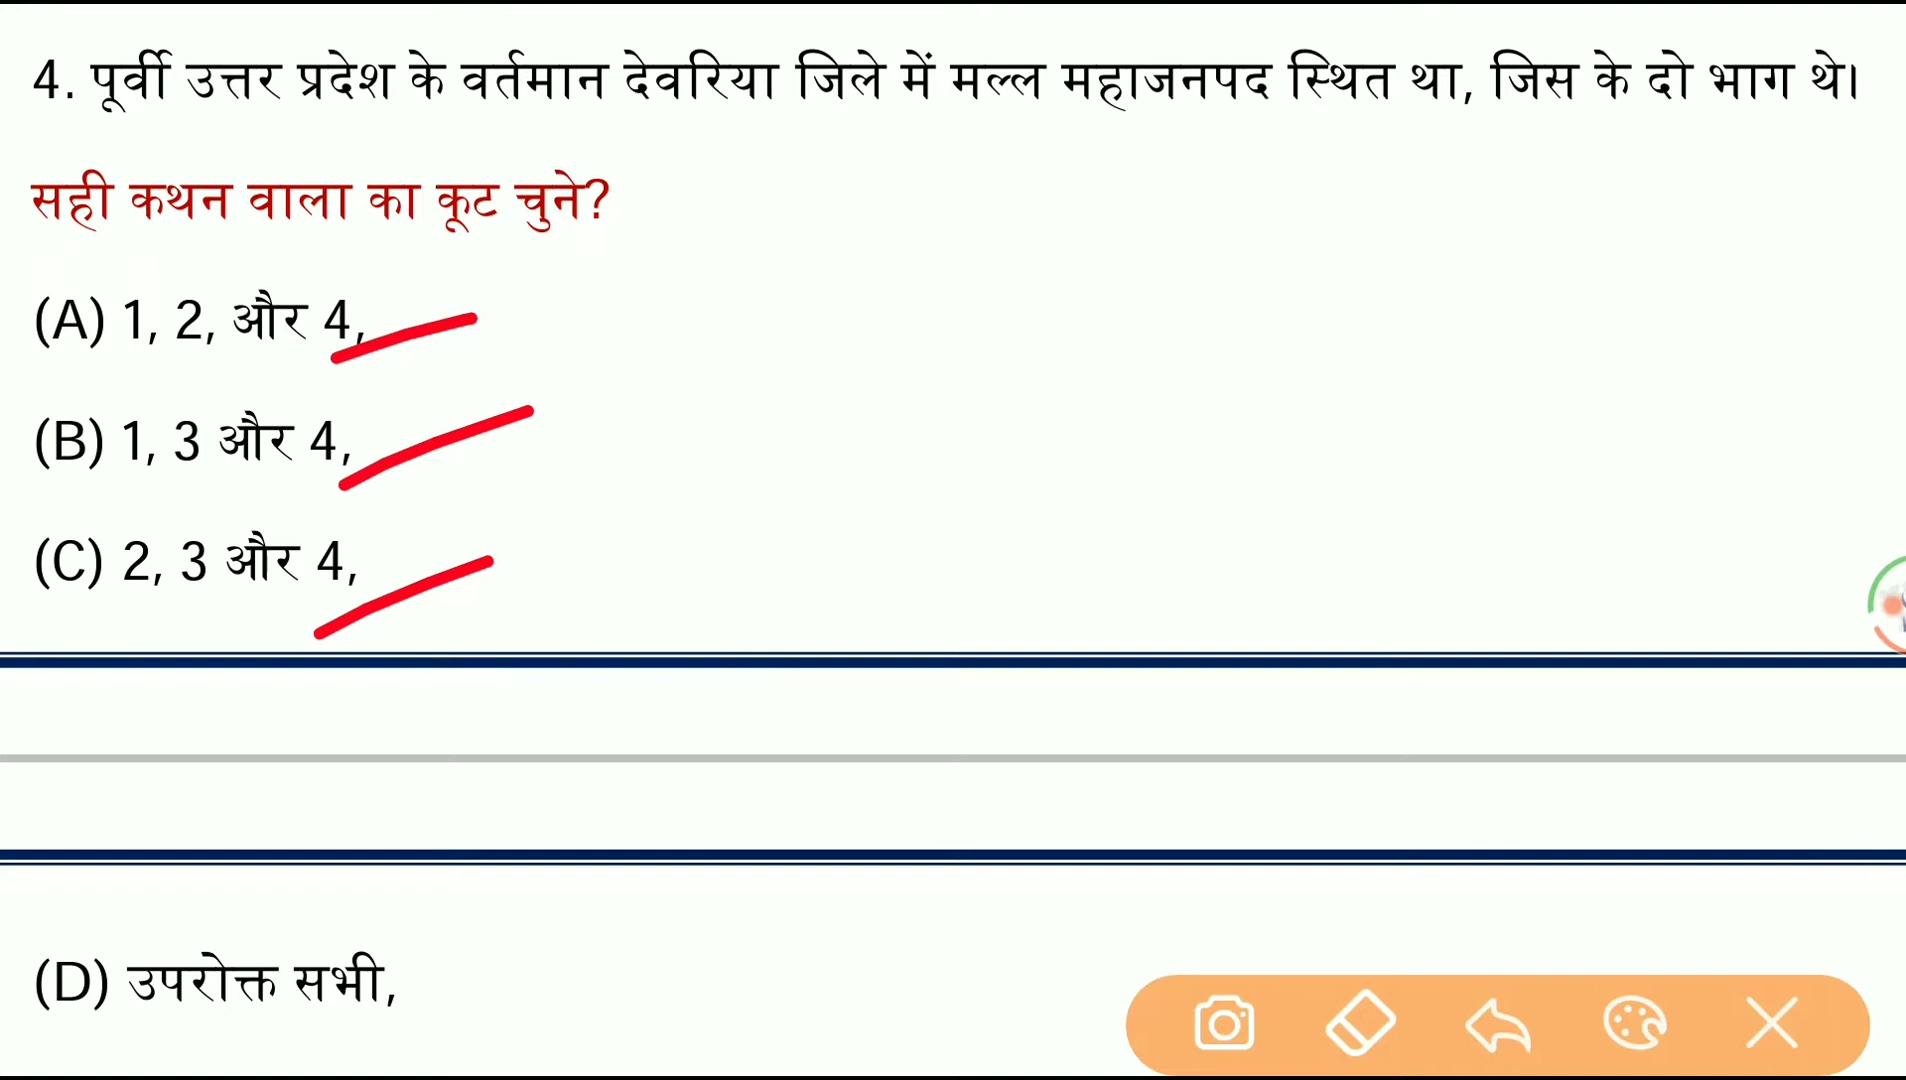 4. पूर्वी उत्तर प्रदेश के वर्तमान देवरिया जिले में मल्ल महाजनपद स्थित था, जिस के दो भाग थे।
सही कथन वाला का कूट चुने?
(A) 1, 2, और 4,
(B) 1, 3 और 4,
(C) 2, 3 और 4,
(D) उपरोक्त सभी,